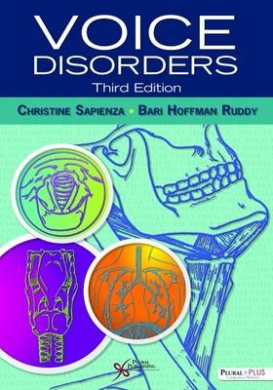 VOICE
DISORDERS
Third Edition
CHRISTINE SAPIENZA • BARI HOFFMAN RUDDY
PLURAL PUBLISHING
PLURAL+PLUS